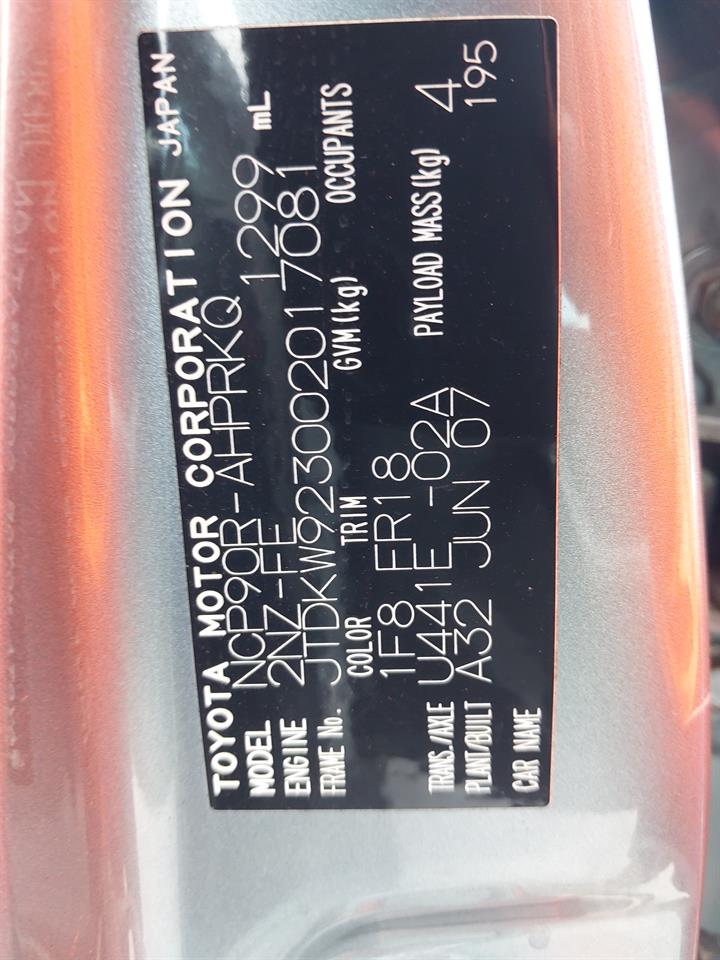 TOYOTA MOTOR CORPORATION JAPAN
MODEL NCP90R-AHPRKQ
ENGINE 2NZ-FE 1299 mL
FRAME No. JTDKW923002017081
COLOR TRIM GVM(kg) OCCUPANTS
1F8 FR18 4
TRANS./AXLE U441E -02A PAYLOAD MASS(kg) 195
PLANT/BUILT A32 JUN 07
CAR NAME